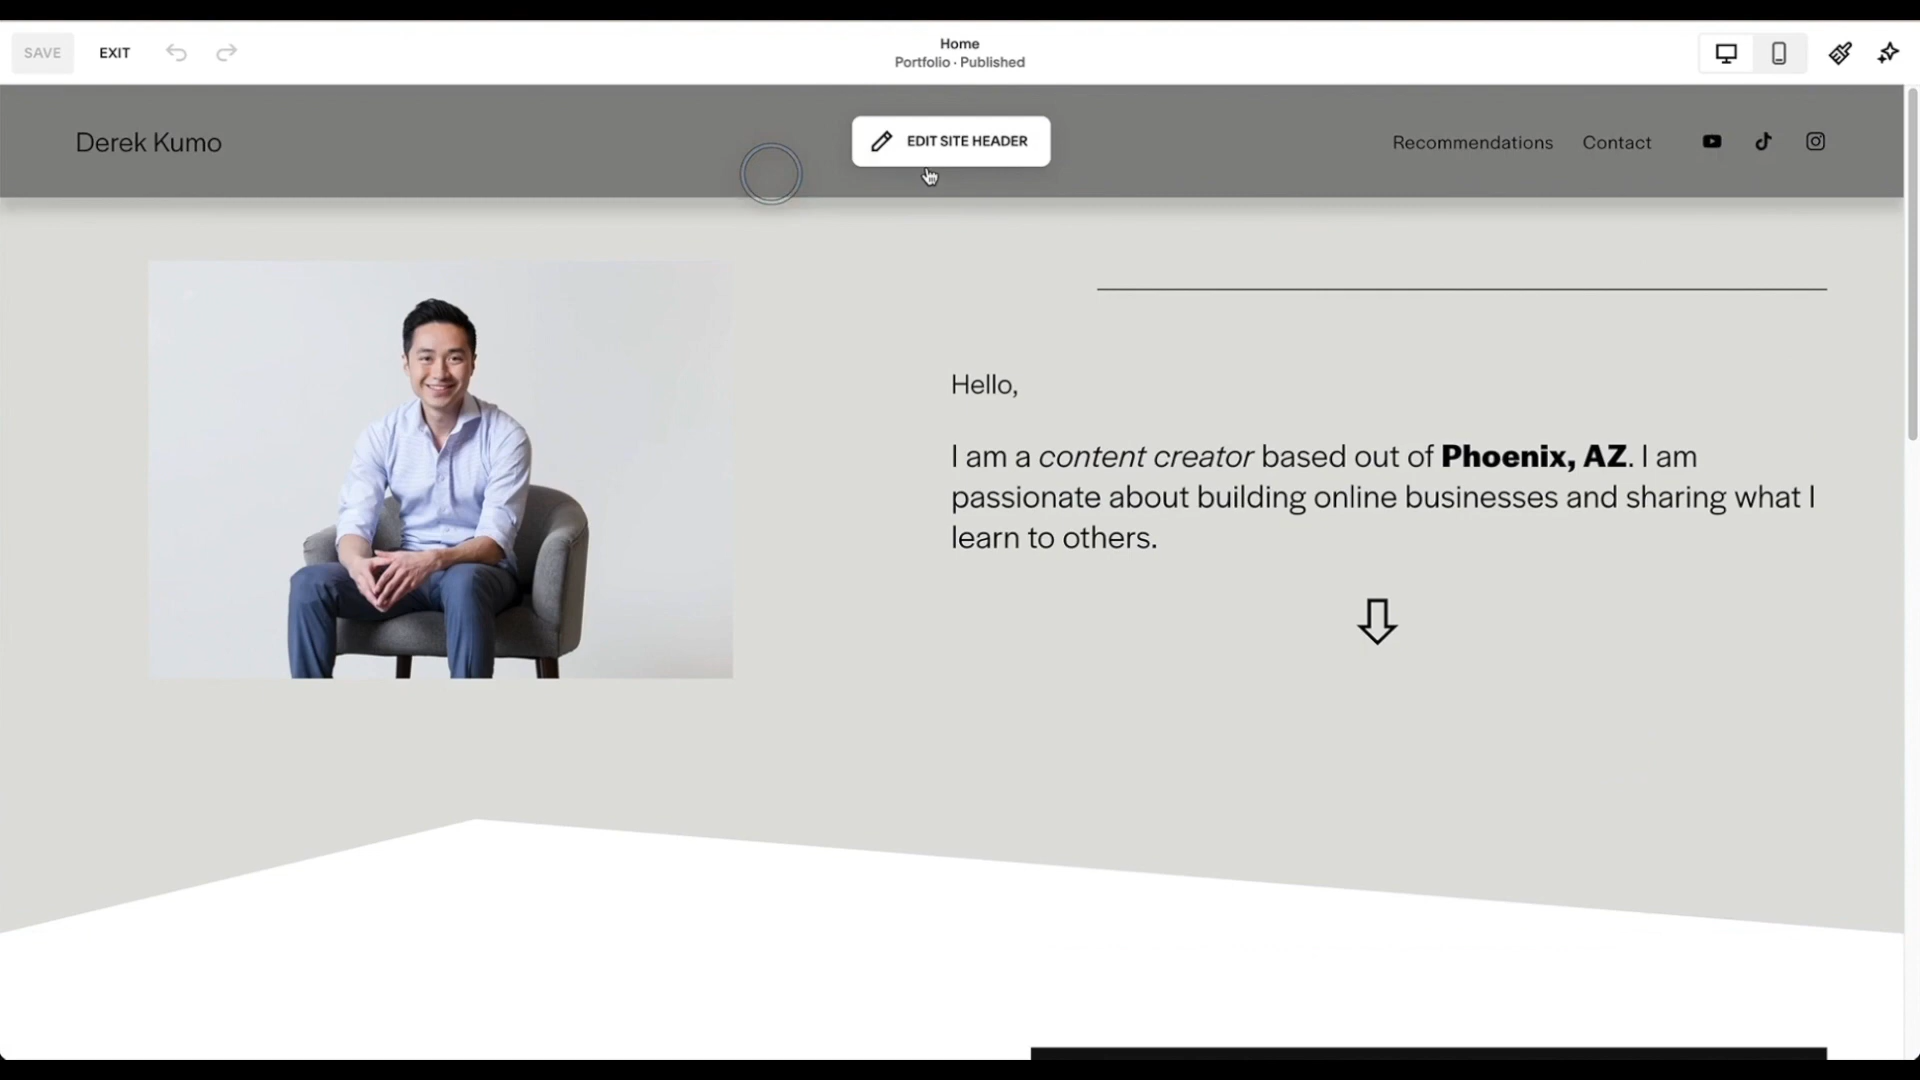 SAVE
EXIT
Home
Portfolio · Published
Derek Kumo
EDIT SITE HEADER
Recommendations
Contact
Hello,
I am a content creator based out of Phoenix, AZ. I am
passionate about building online businesses and sharing what I
learn to others.